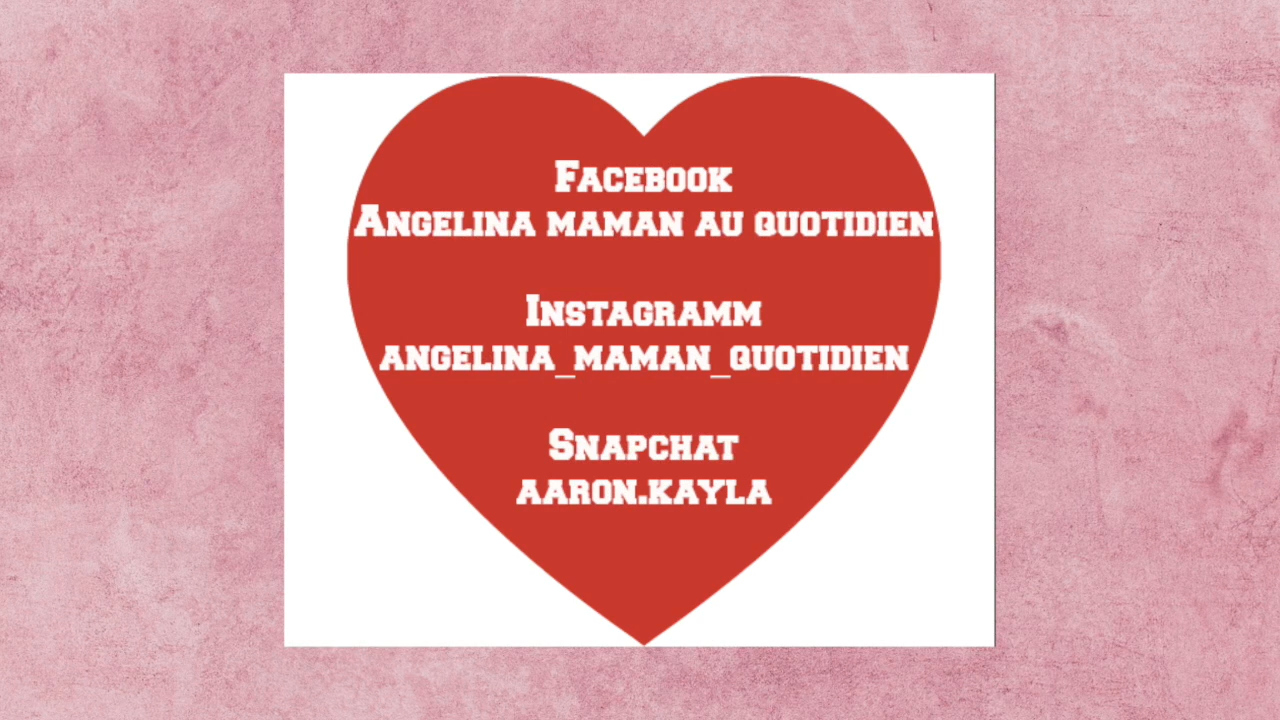 Facebook
Angelina maman au quotidien
Instagramm
angelina_maman_quotidien
Snapchat
aaron.kayla